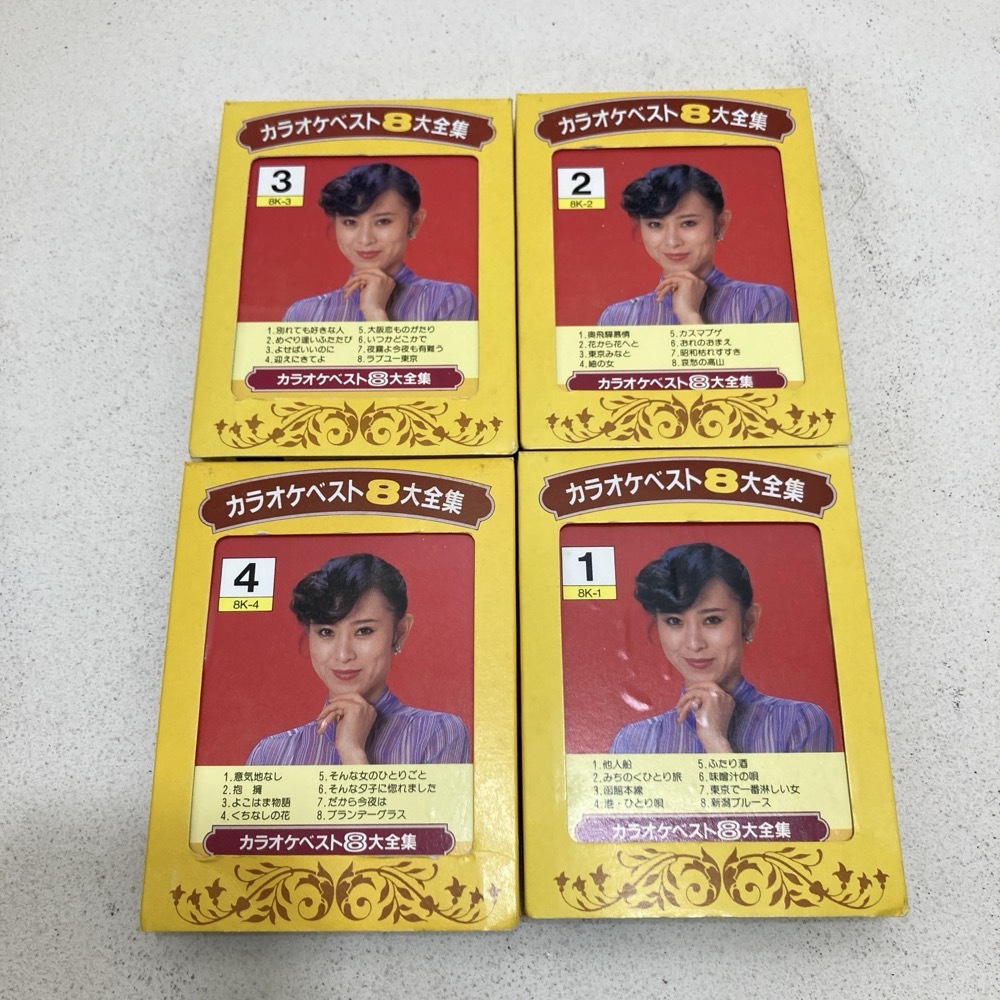 カラオケベスト8大全集
3
8K-3
1.別れても好きな人
2.めぐり逢いふたたび
3.よせばいいのに
4.迎えにきてよ
5.大阪恋ものがたり
6.いつかどこかで
7.夜霧よ今夜も有難う
8.ラブユー東京
カラオケベスト8大全集
カラオケベスト8大全集
2
8K-2
1.奥飛騨慕情
2.花から花へと
3.東京みなと
4.細の女
5.カスマプゲ
6.おれのおまえ
7.昭和枯れすすき
8.哀愁の高山
カラオケベスト8大全集
カラオケベスト8大全集
4
8K-4
1.意気地なし
2.抱擁
3.よこはま物語
4.くちなしの花
5.そんな女のひとりごと
6.そんな夕子に惚れました
7.だから今夜は
8.ブランデーグラス
カラオケベスト8大全集
カラオケベスト8大全集
1
8K-1
1.他人船
2.みちのくひとり旅
3.函館本線
4.港・ひとり唄
5.ふたり酒
6.味噌汁の唄
7.東京で一番淋しい女
8.新潟ブルース
カラオケベスト8大全集